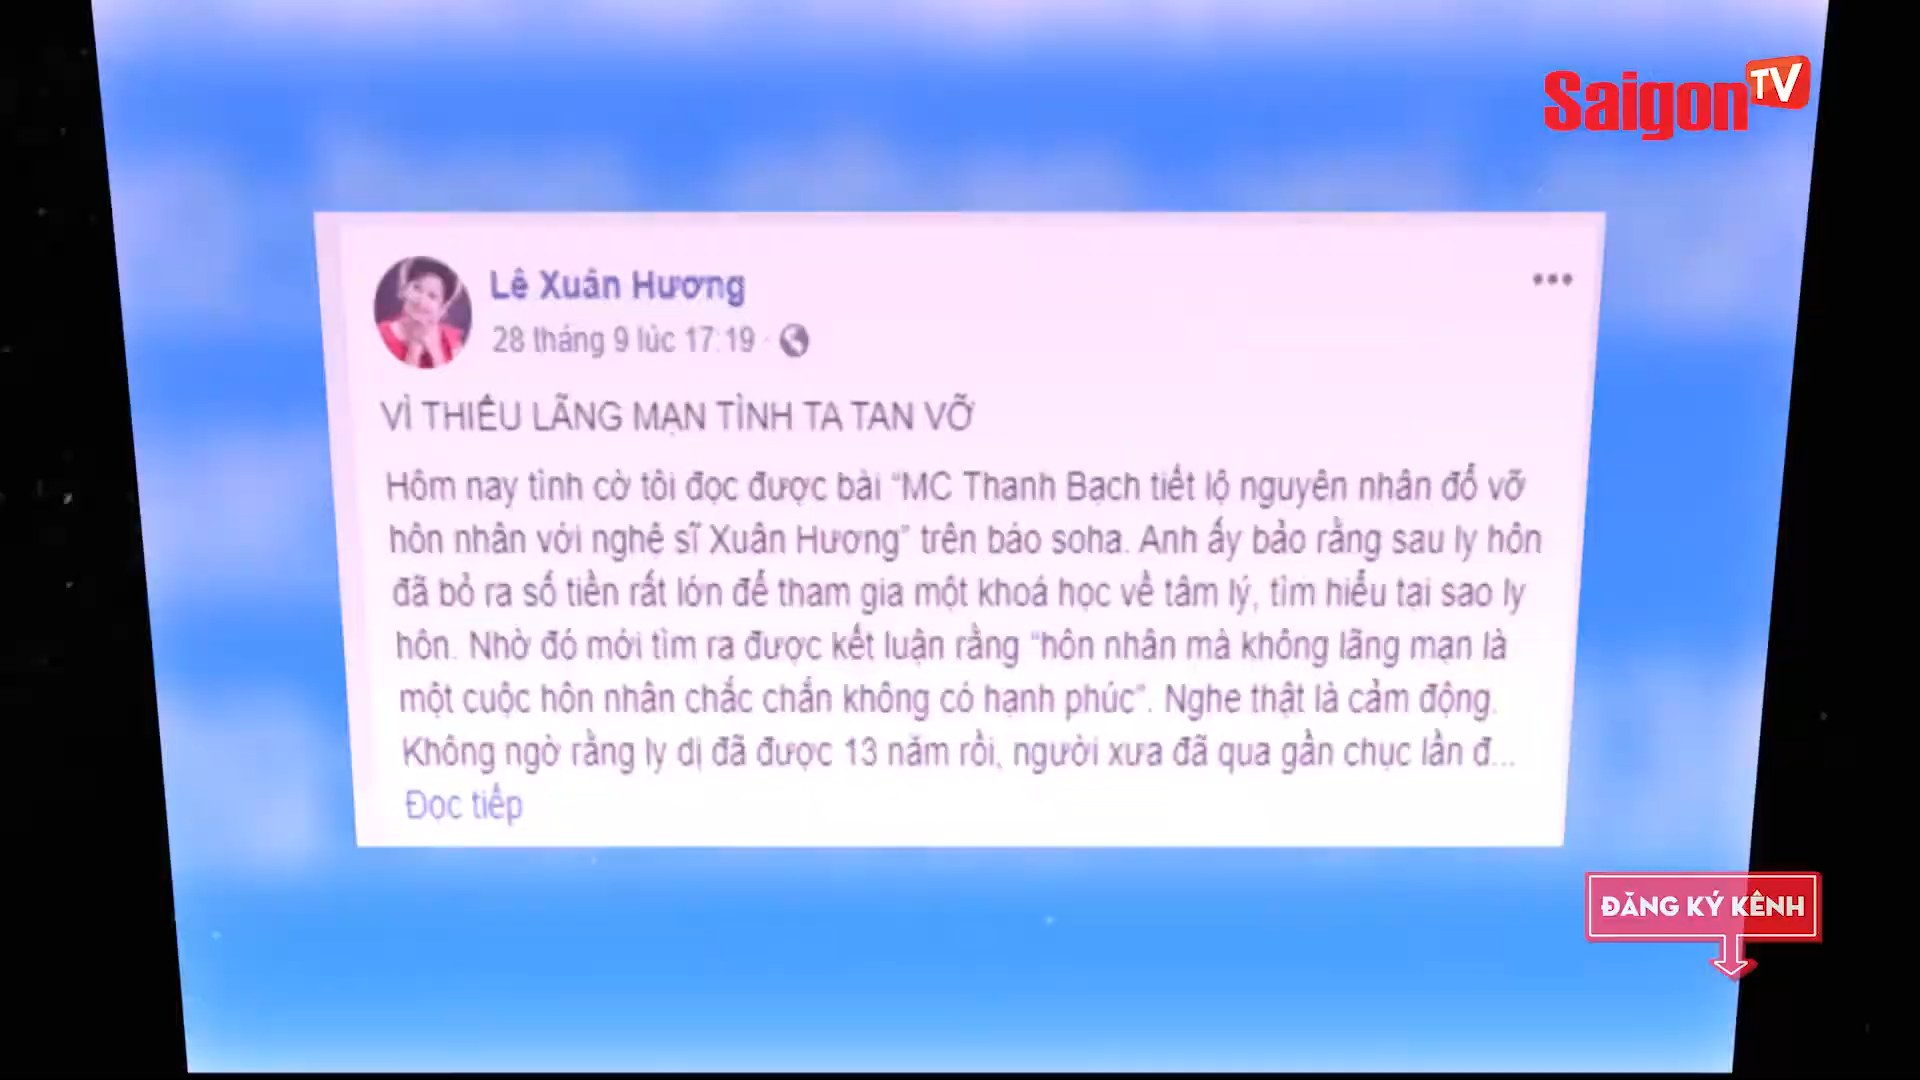 Saigon TV
Lê Xuân Hương
28 tháng 9 lúc 17:19
VÌ THIẾU LÃNG MẠN TÌNH TA TAN VỠ
Hôm nay tình cờ tôi đọc được bài "MC Thanh Bạch tiết lộ nguyên nhân đổ vỡ
hôn nhân với nghệ sĩ Xuân Hương" trên báo soha. Anh ấy bảo rằng sau ly hôn
đã bỏ ra số tiền rất lớn để tham gia một khoá học về tâm lý, tìm hiểu tại sao ly
hôn. Nhờ đó mới tìm ra được kết luận rằng "hôn nhân mà không lãng mạn là
một cuộc hôn nhân chắc chắn không có hạnh phúc". Nghe thật là cảm động.
Không ngờ rằng ly dị đã được 13 năm rồi, người xưa đã qua gần chục lần đ...
Đọc tiếp
ĐĂNG KÝ KÊNH